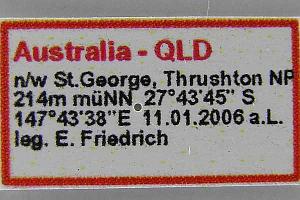 Australia - QLD
n/w St.George, Thrushton NP
214m müNN 27°43'45" S
147°43'38"E 11.01.2006 a.L.
leg. E. Friedrich